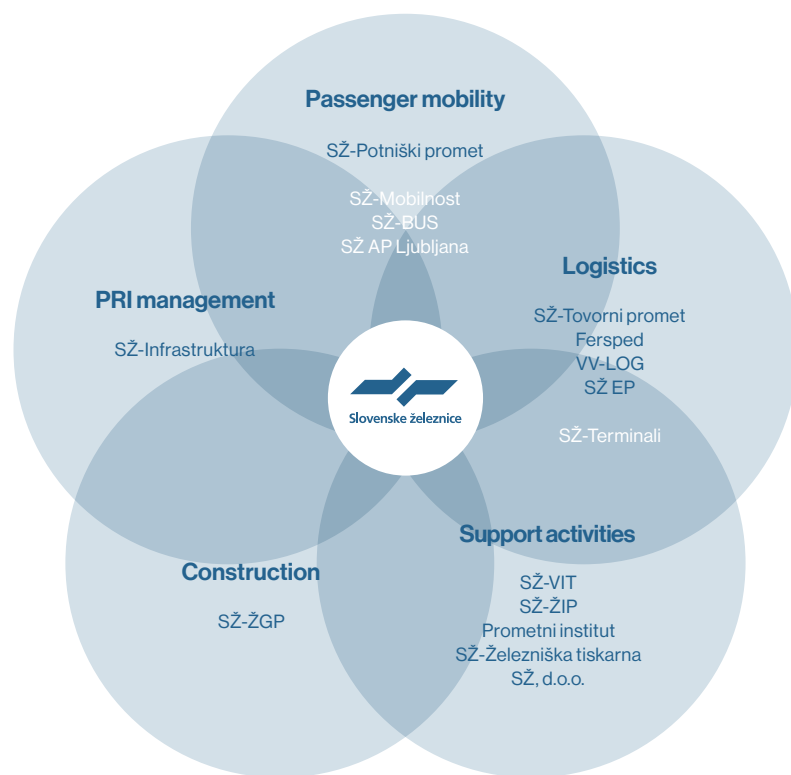 Passenger mobility
SŽ-Potniški promet
SŽ-Mobilnost
SŽ-BUS
SŽ AP Ljubljana
Logistics
SŽ-Tovorni promet
Fersped
VV-LOG
SŽ EP
SŽ-Terminali
PRI management
SŽ-Infrastruktura
Slovenske železnice
Support activities
SŽ-VIT
SŽ-ŽIP
Prometni institut
SŽ-Železniška tiskarna
SŽ, d.o.o.
Construction
SŽ-ŽGP